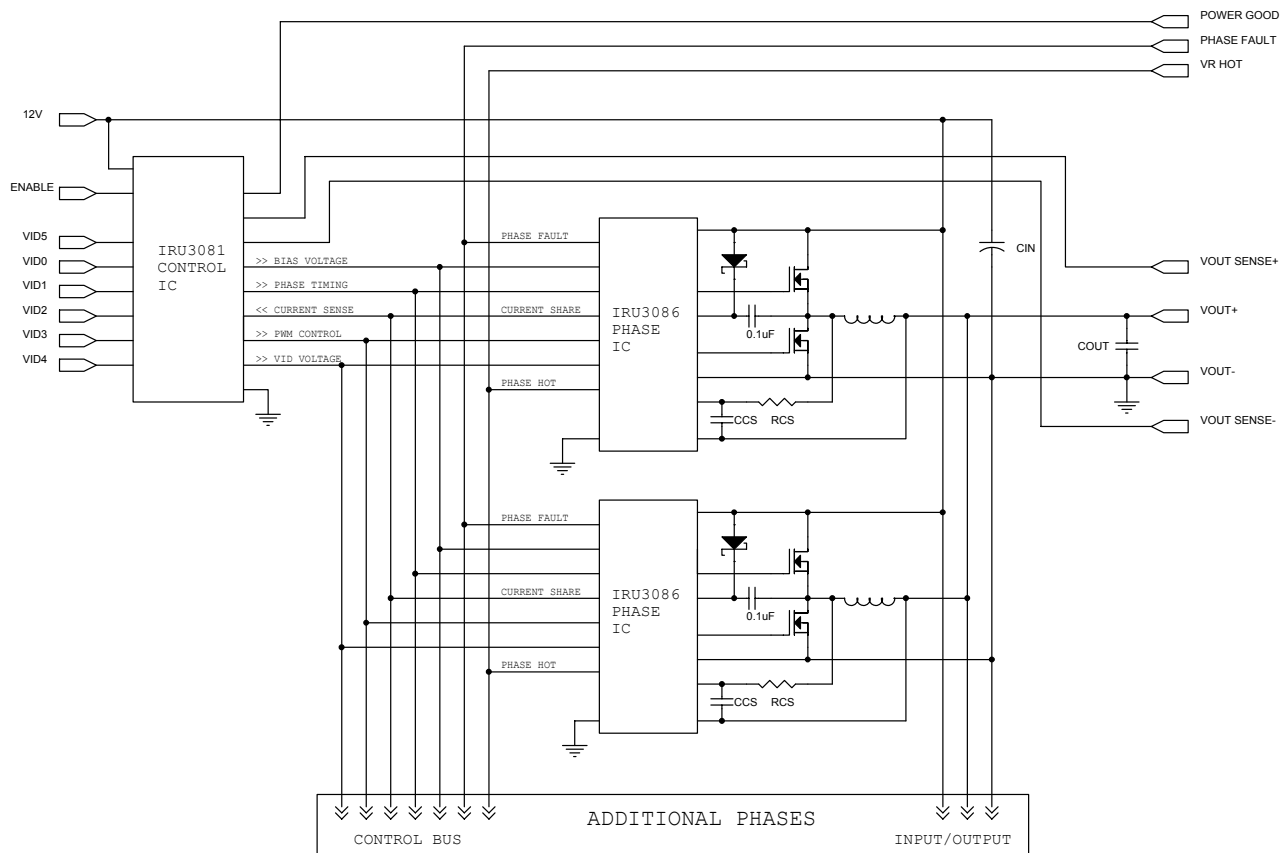 POWER GOOD
PHASE FAULT
VR HOT
12V
ENABLE
VID5
VID0
VID1
VID2
VID3
VID4
IRU3081
CONTROL
IC
>> BIAS VOLTAGE
>> PHASE TIMING
<< CURRENT SENSE
>> PWM CONTROL
>> VID VOLTAGE
PHASE FAULT
CURRENT SHARE
PHASE HOT
IRU3086
PHASE
IC
0.1uF
CCS
RCS
CIN
COUT
VOUT SENSE+
VOUT+
VOUT-
VOUT SENSE-
PHASE FAULT
CURRENT SHARE
PHASE HOT
IRU3086
PHASE
IC
0.1uF
CCS
RCS
ADDITIONAL PHASES
CONTROL BUS
INPUT/OUTPUT